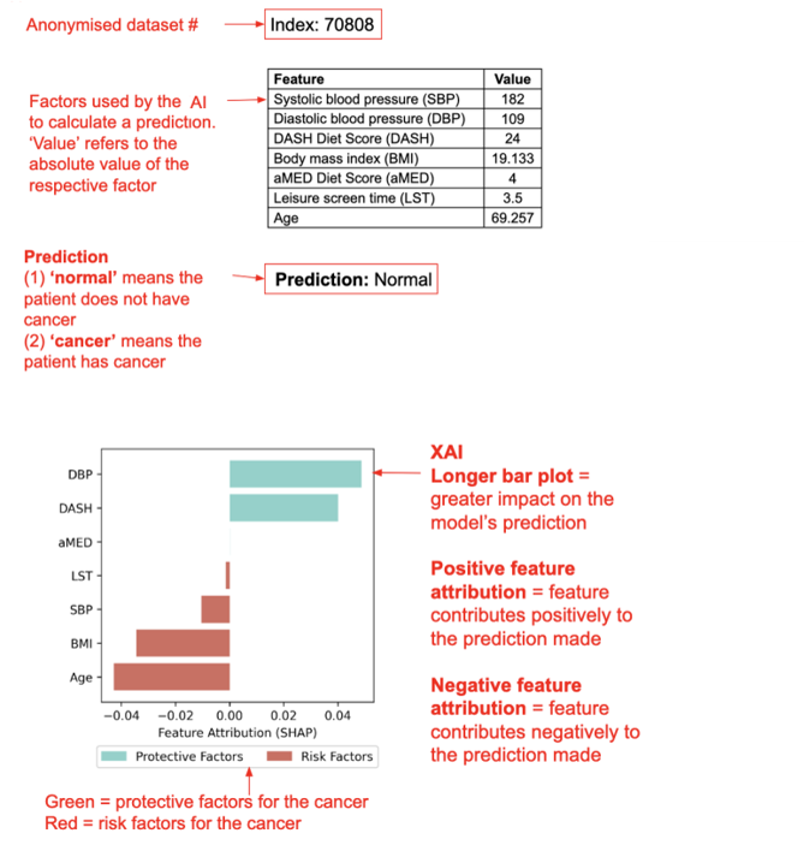 Anonymised dataset #
Index: 70808
Factors used by the AI
to calculate a prediction.
'Value' refers to the
absolute value of the
respective factor
Feature Value
Systolic blood pressure (SBP) 182
Diastolic blood pressure (DBP) 109
DASH Diet Score (DASH) 24
Body mass index (BMI) 19.133
aMED Diet Score (aMED) 4
Leisure screen time (LST) 3.5
Age 69.257
Prediction
(1) 'normal' means the
patient does not have
cancer
(2) 'cancer' means the
patient has cancer
Prediction: Normal
DBP
DASH
aMED
LST
SBP
BMI
Age
−0.04 −0.02 0.00 0.02 0.04
Feature Attribution (SHAP)
Protective Factors Risk Factors
XAI
Longer bar plot =
greater impact on the
model's prediction
Positive feature
attribution = feature
contributes positively to
the prediction made
Negative feature
attribution = feature
contributes negatively to
the prediction made
Green = protective factors for the cancer
Red = risk factors for the cancer